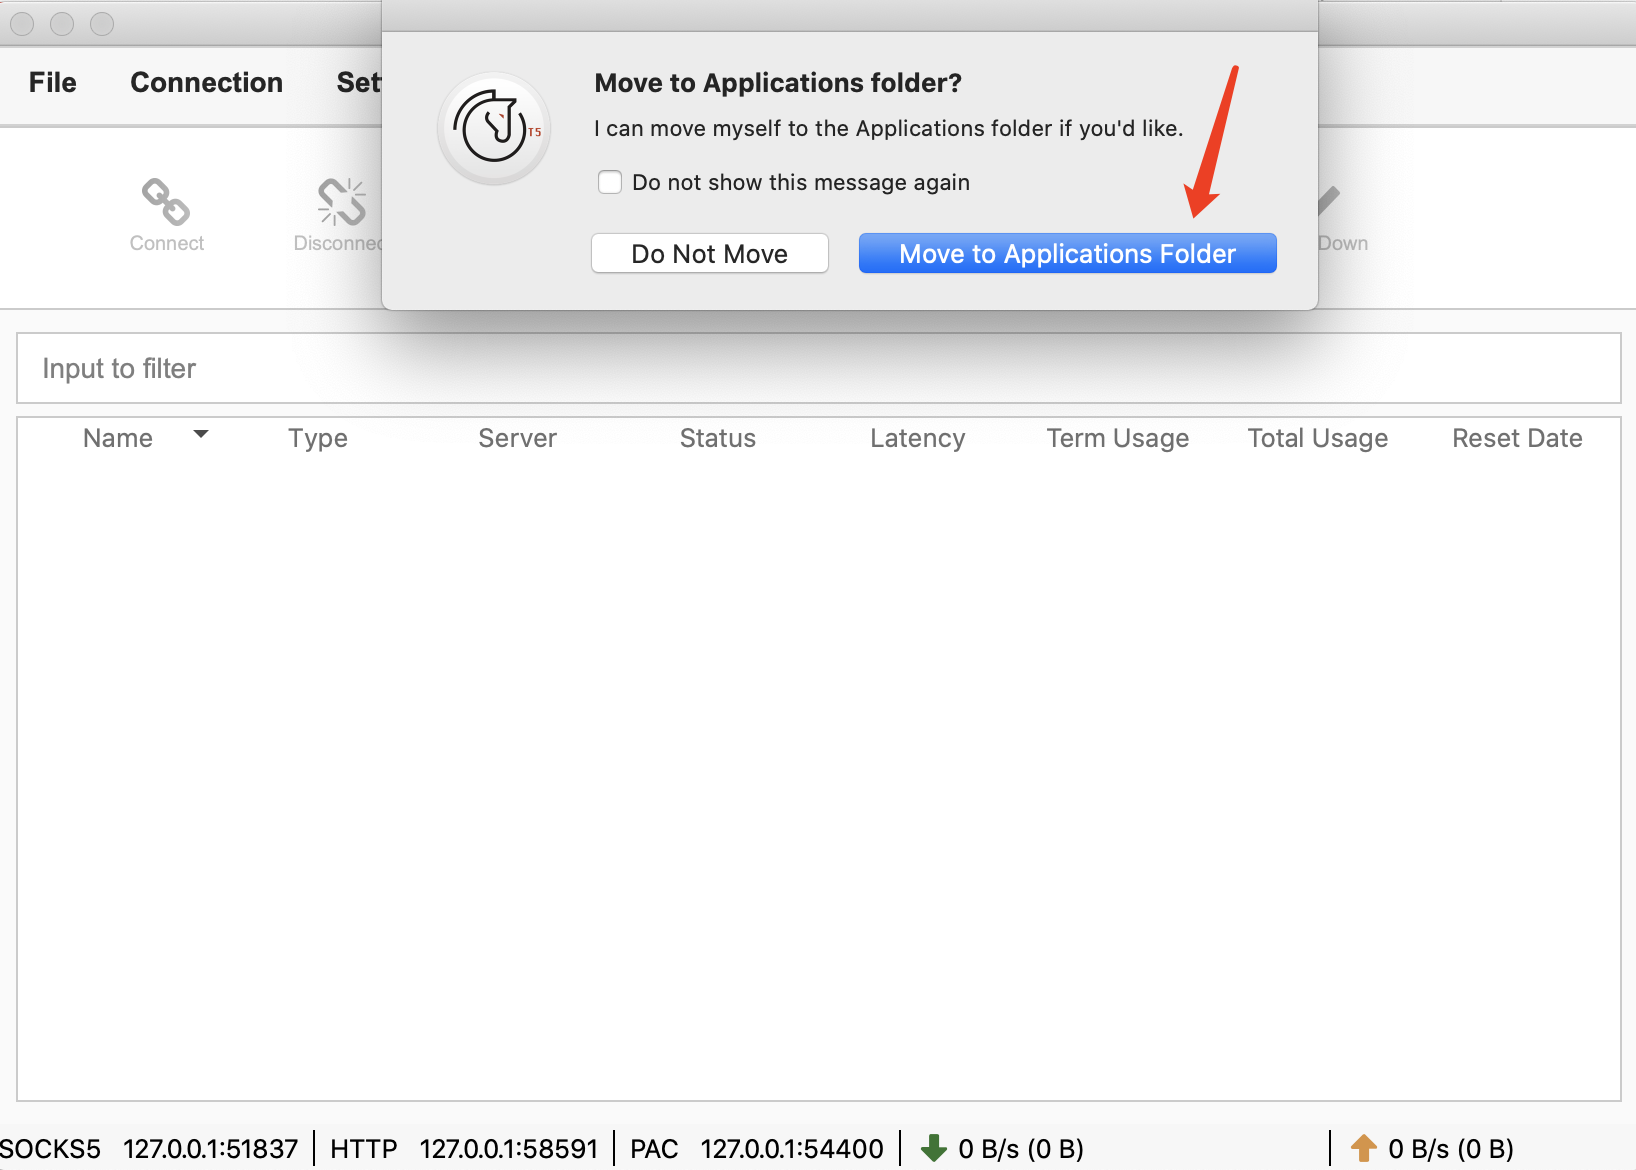 File Connection
Move to Applications folder?
I can move myself to the Applications folder if you'd like.
Do not show this message again
Do Not Move Move to Applications Folder
T5
Connect
Down
Input to filter
Name Type Server Status Latency Term Usage Total Usage Reset Date
SOCKS5 127.0.0.1:51837 HTTP 127.0.0.1:58591 PAC 127.0.0.1:54400 0 B/s (0 B) 0 B/s (0 B)